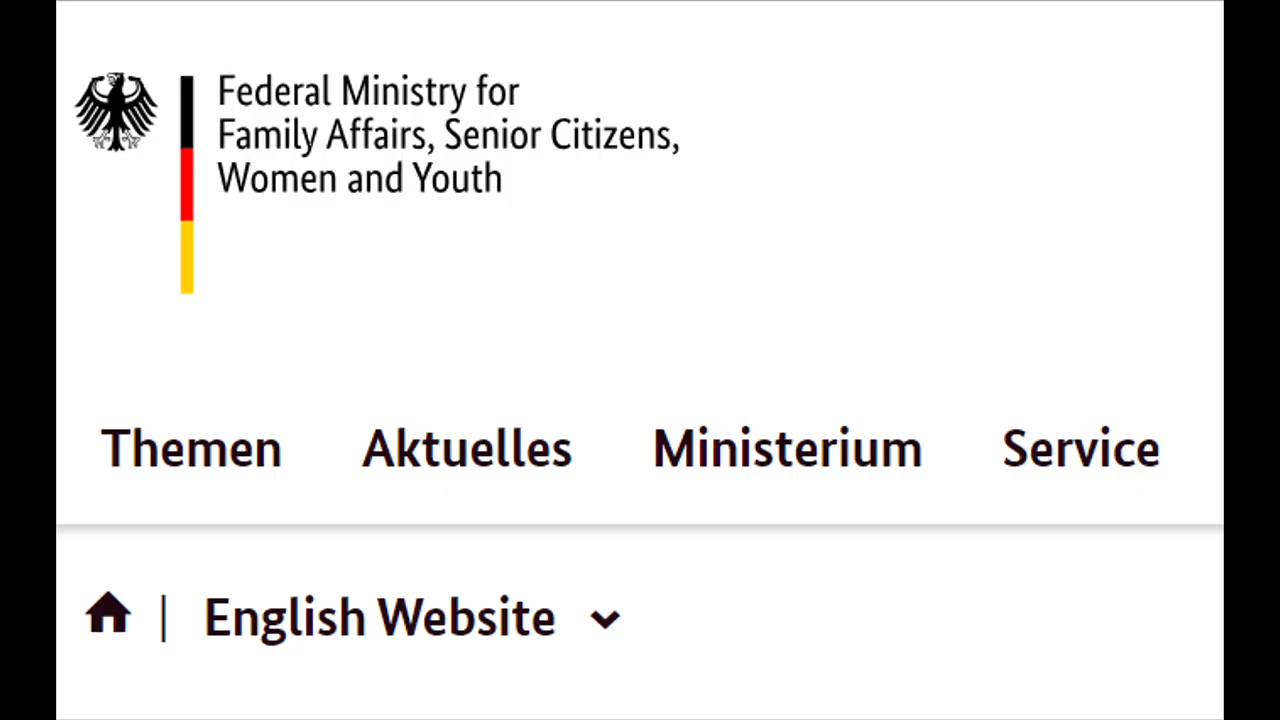 Federal Ministry for
Family Affairs, Senior Citizens,
Women and Youth
Themen Aktuelles Ministerium Service
| English Website